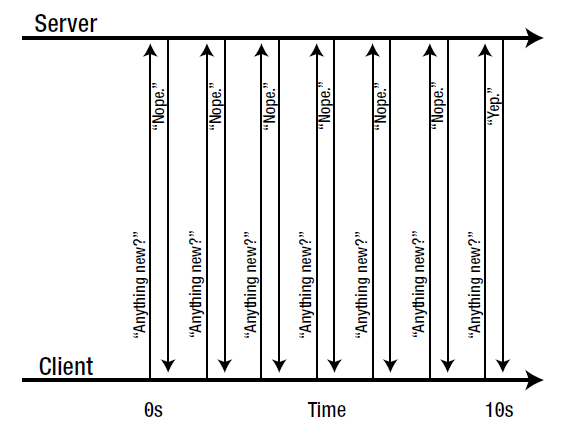 Server
“Nope.”
“Nope.”
“Nope.”
“Nope.”
“Nope.”
“Nope.”
“Yep.”
“Anything new?”
“Anything new?”
“Anything new?”
“Anything new?”
“Anything new?”
“Anything new?”
“Anything new?”
Client
0s
Time
10s